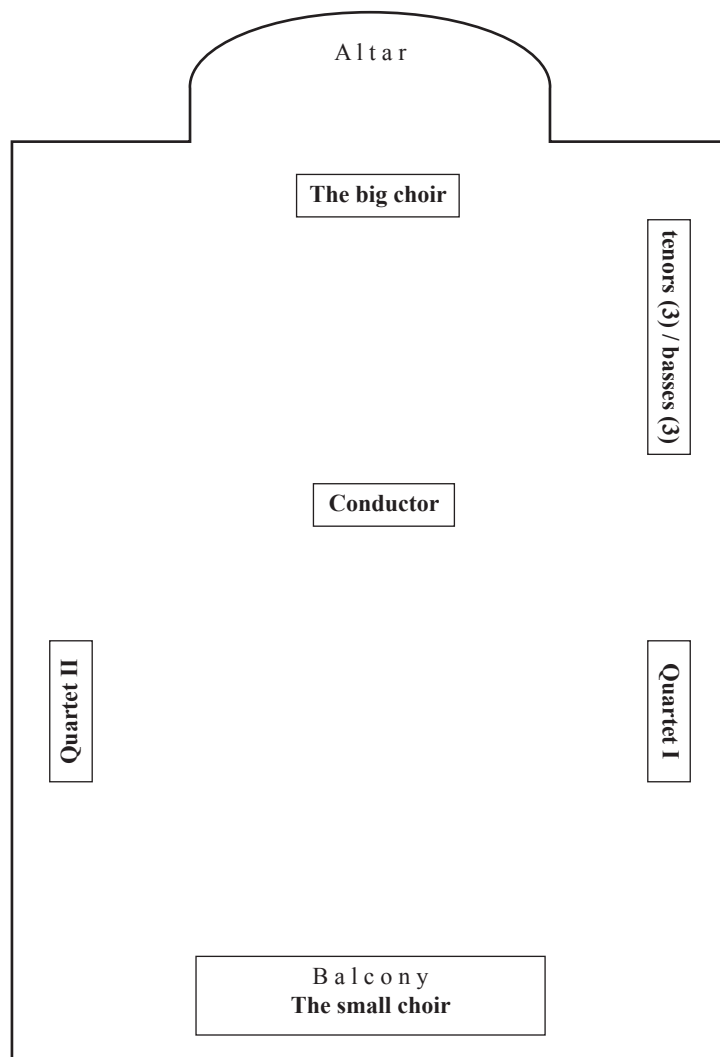 Altar
The big choir
tenors (3) / basses (3)
Conductor
Quartet II
Quartet I
Balcony
The small choir